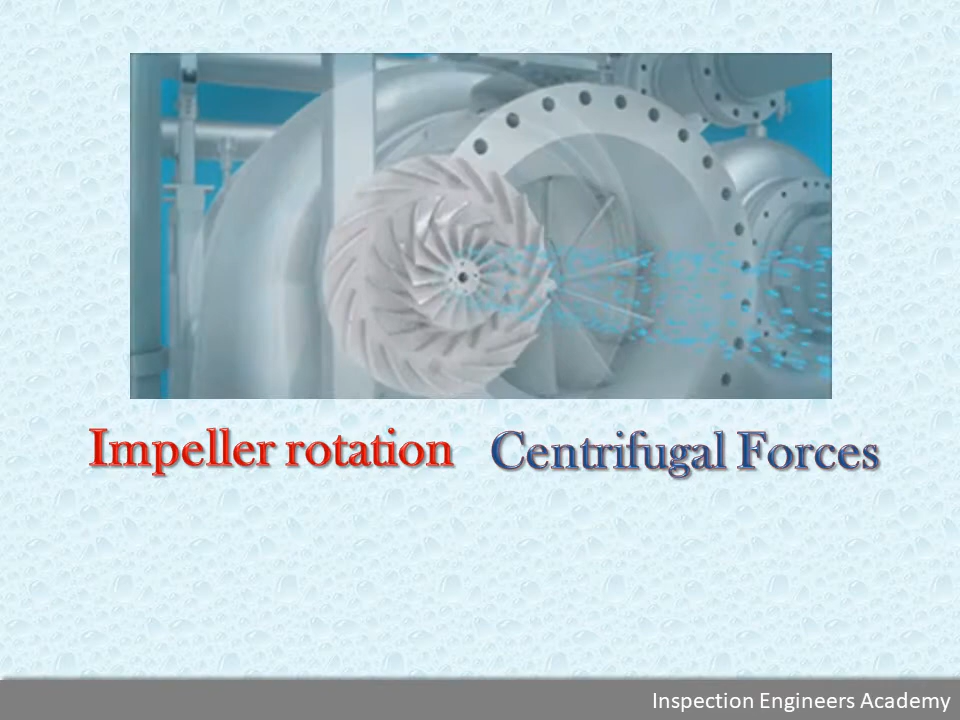 Impeller rotation Centrifugal Forces
Inspection Engineers Academy